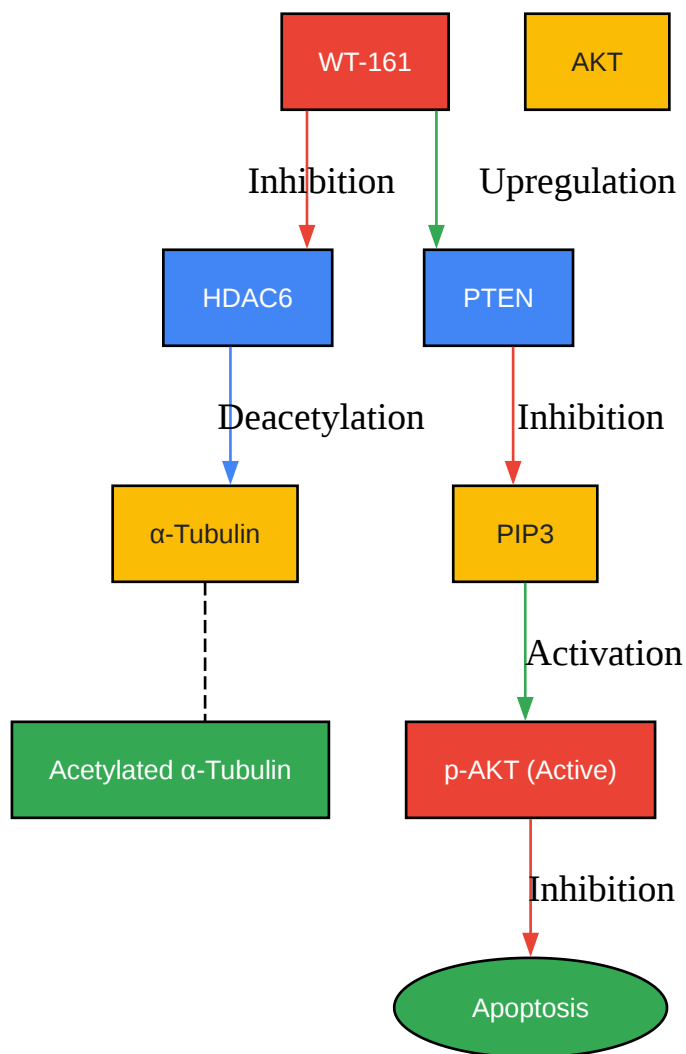 WT-161
AKT
Inhibition
Upregulation
HDAC6
PTEN
Deacetylation
Inhibition
α-Tubulin
PIP3
Activation
Acetylated α-Tubulin
p-AKT (Active)
Inhibition
Apoptosis